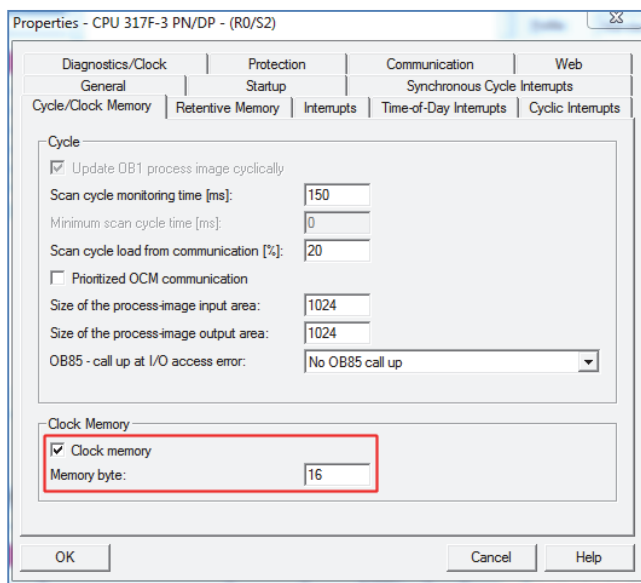 Properties - CPU 317F-3 PN/DP - (R0/S2)
Diagnostics/Clock Protection Communication Web
General Startup Synchronous Cycle Interrupts
Cycle/Clock Memory Retentive Memory Interrupts Time-of-Day Interrupts Cyclic Interrupts
Cycle
Update OB1 process image cyclically
Scan cycle monitoring time [ms]: 150
Minimum scan cycle time [ms]: 0
Scan cycle load from communication [%]: 20
Prioritized OCM communication
Size of the process-image input area: 1024
Size of the process-image output area: 1024
OB85 - call up at I/O access error: No OB85 call up
Clock Memory
Clock memory
Memory byte: 16
OK Cancel Help